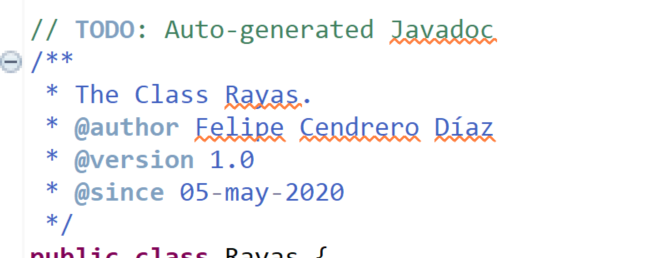 // TODO: Auto-generated Javadoc
/**
 * The Class Rayas.
 * @author Felipe Cendrero Díaz
 * @version 1.0
 * @since 05-may-2020
 */
public class Rayas {